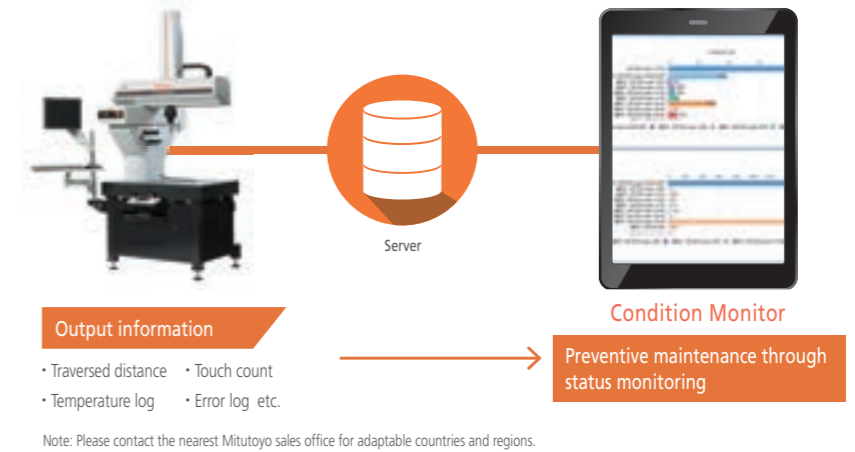 Server
Condition Monitor
Output information
・Traversed distance ・Touch count
・Temperature log ・Error log etc.
Preventive maintenance through
status monitoring
Note: Please contact the nearest Mitutoyo sales office for adaptable countries and regions.